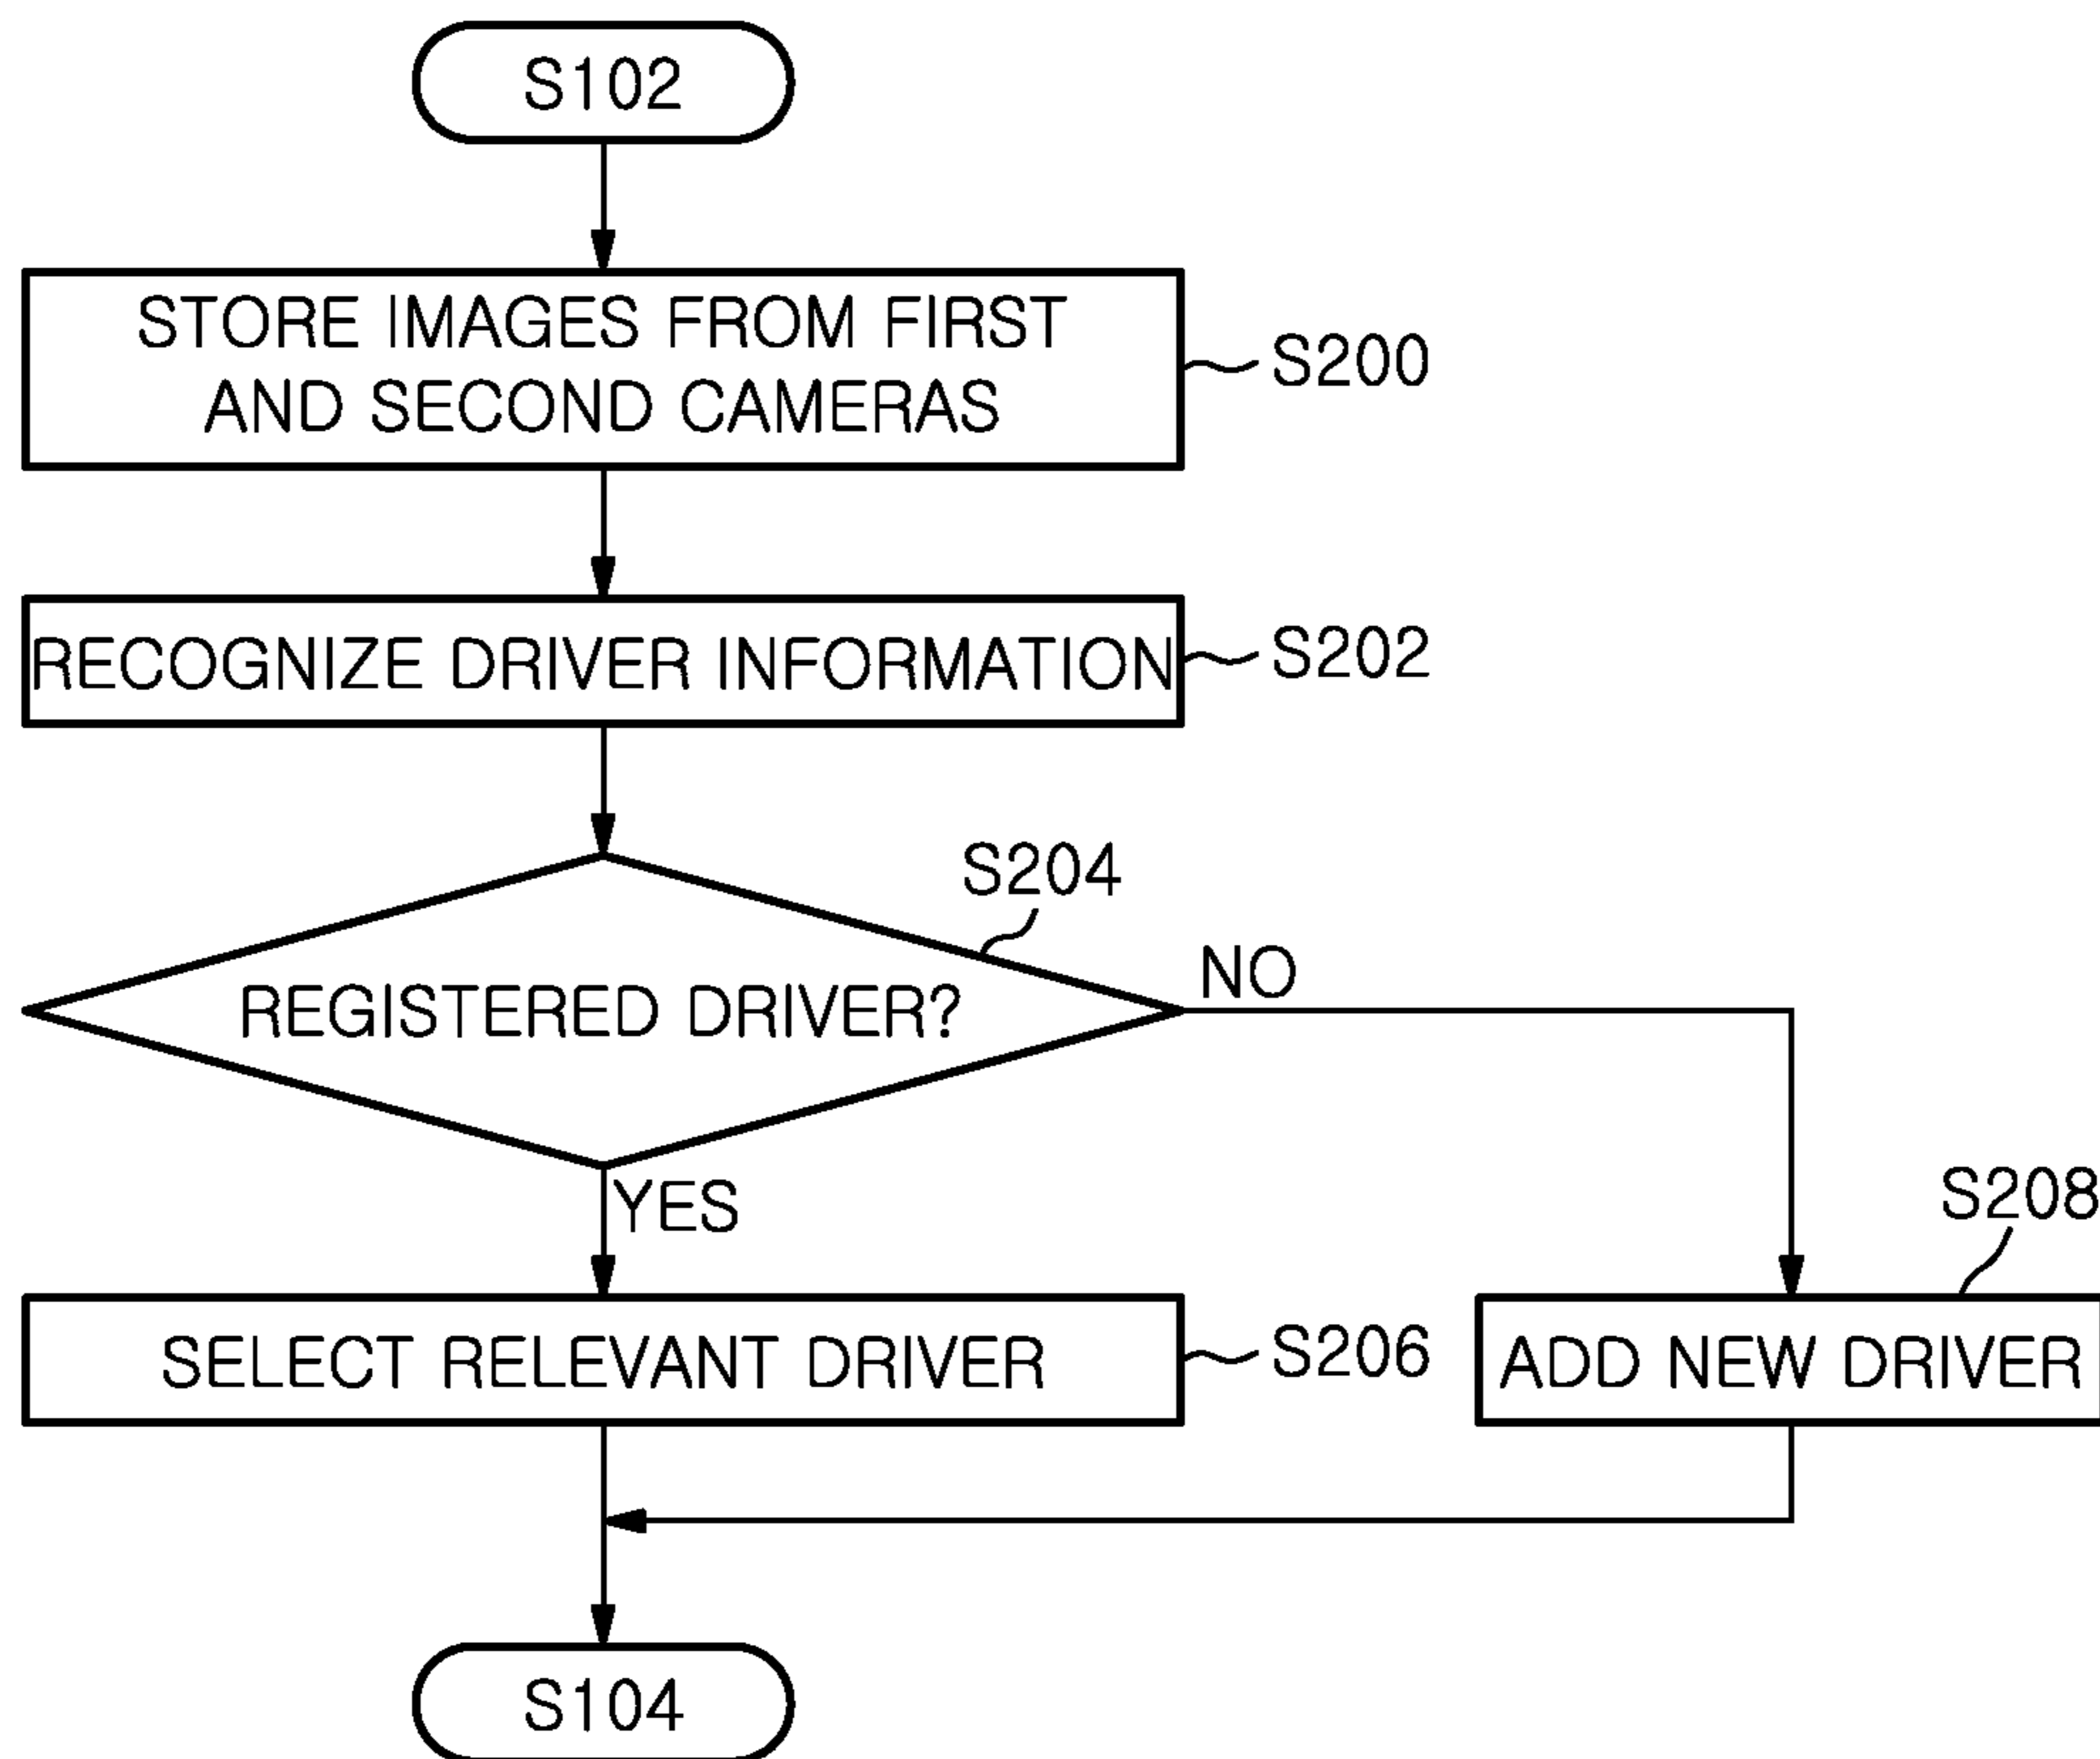 S102
STORE IMAGES FROM FIRST
AND SECOND CAMERAS
S200
RECOGNIZE DRIVER INFORMATION
S202
S204
REGISTERED DRIVER?
NO
YES
S208
SELECT RELEVANT DRIVER
S206
ADD NEW DRIVER
S104